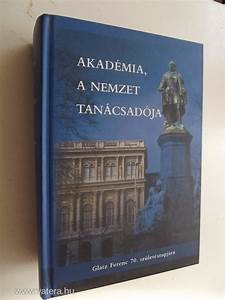 AKADÉMIA,
A NEMZET
TANÁCSADÓJA
Glatz Ferenc 70. születésnapjára
www.vatera.hu